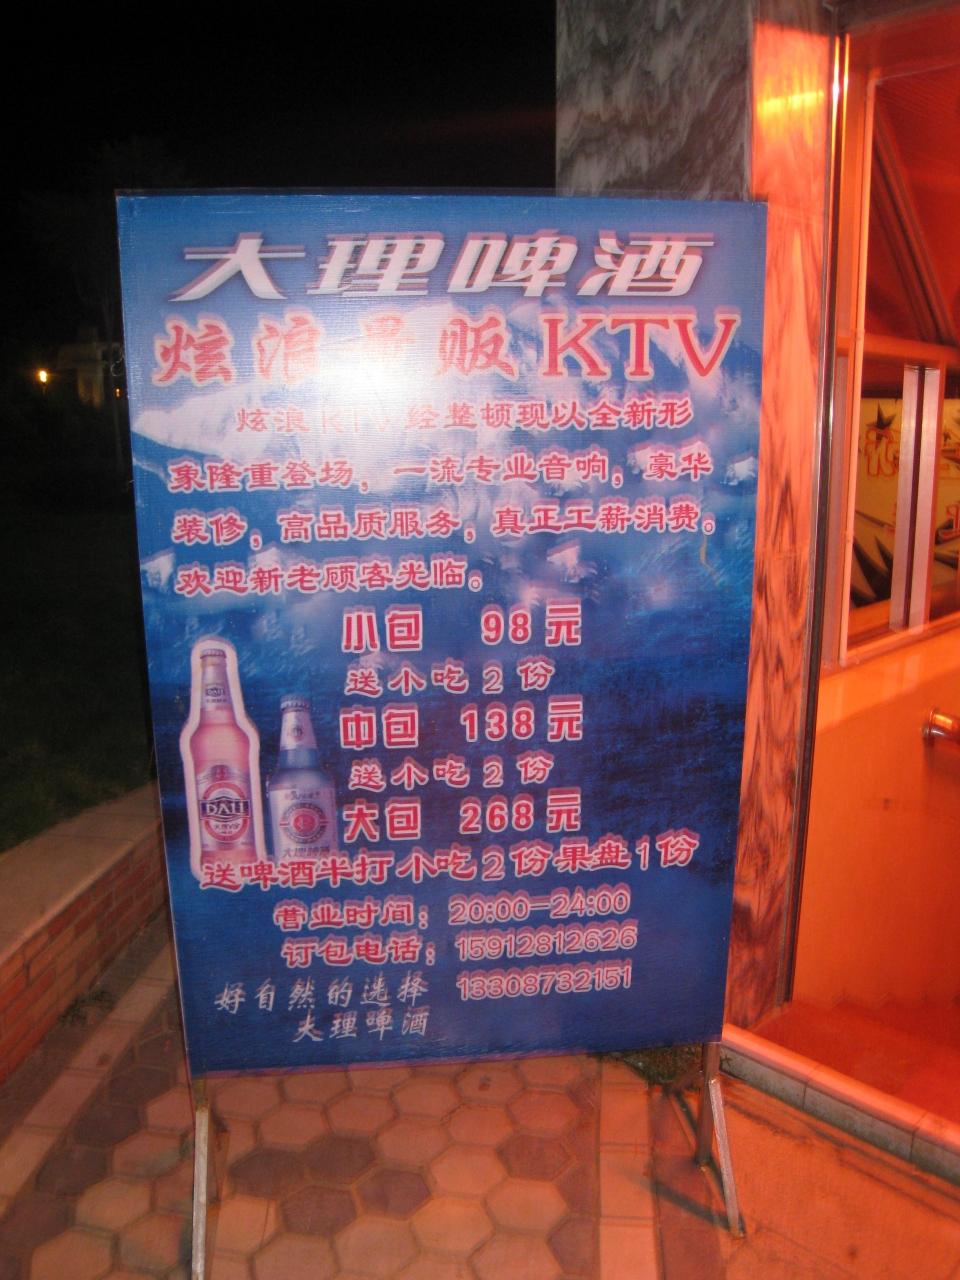 大理啤酒
炫浪量贩KTV
炫浪KTV经整顿现以全新形
象隆重登场，一流专业音响，豪华
装修，高品质服务，真正工薪消费。
欢迎新老顾客光临。
小包 98元
送小吃2份
中包 138元
送小吃2份
大包 268元
送啤酒半打小吃2份果盘1份
营业时间：20:00-24:00
订包电话：15912812626
13308732151
好自然的选择
大理啤酒
DALI
大理啤酒